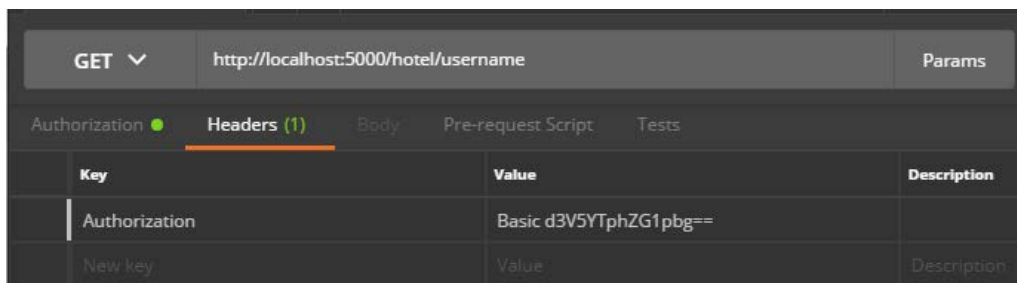 GET http://localhost:5000/hotel/username Params
Authorization Headers (1) Body Pre-request Script Tests
Key Value Description
Authorization Basic d3V5YTphZG1pbg==
New key Value Description